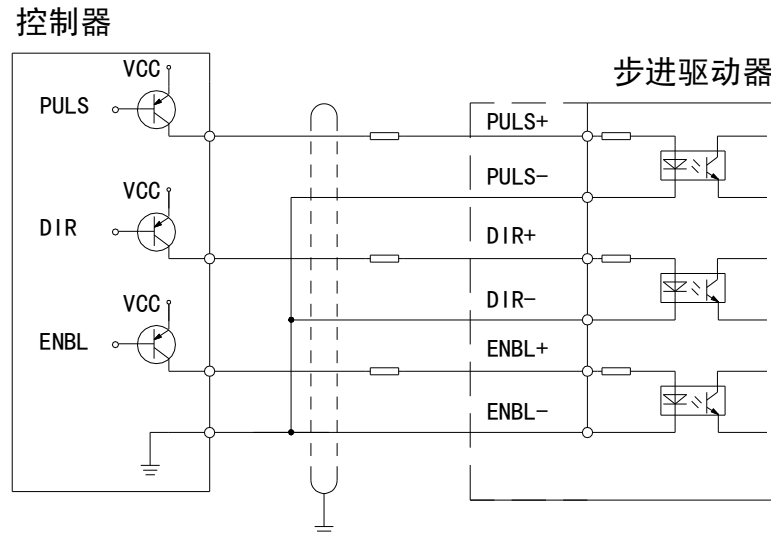 控制器
步进驱动器
VCC
PULS
PULS+
PULS-
VCC
DIR
DIR+
DIR-
VCC
ENBL
ENBL+
ENBL-